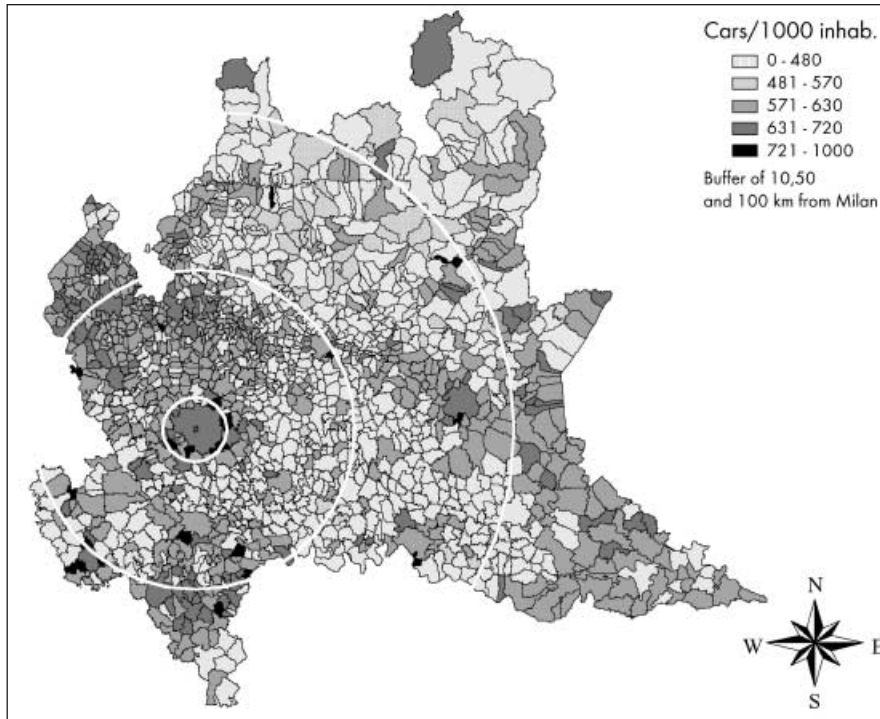 Cars/1000 inhab.
0 - 480
481 - 570
571 - 630
631 - 720
721 - 1000
Buffer of 10,50
and 100 km from Milan
N
W E
S